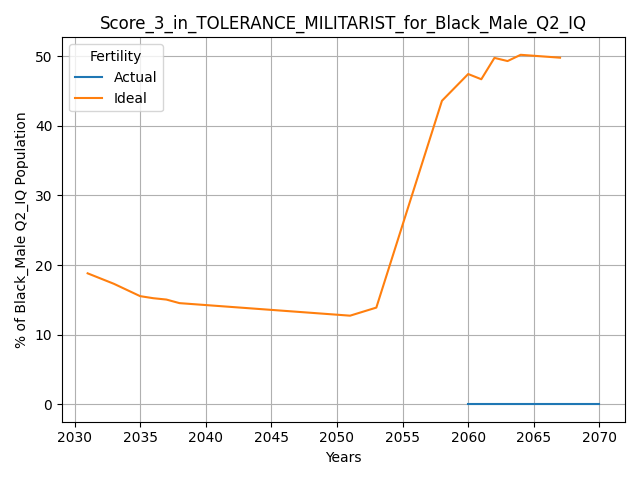 Score_3_in_TOLERANCE_MILITARIST_for_Black_Male_Q2_IQ
Fertility
Actual
Ideal
% of Black_Male Q2_IQ Population
50
40
30
20
10
0
2030 2035 2040 2045 2050 2055 2060 2065 2070
Years